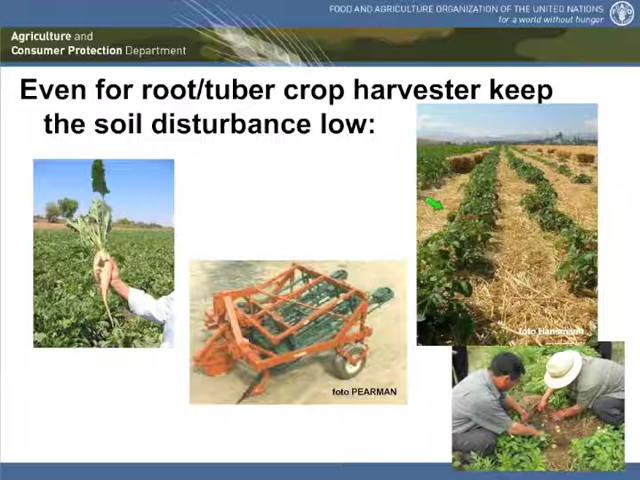 FOOD AND AGRICULTURE ORGANIZATION OF THE UNITED NATIONS
for a world without hunger
Agriculture and
Consumer Protection Department
Even for root/tuber crop harvester keep
the soil disturbance low:
foto Hansmann
foto PEARMAN